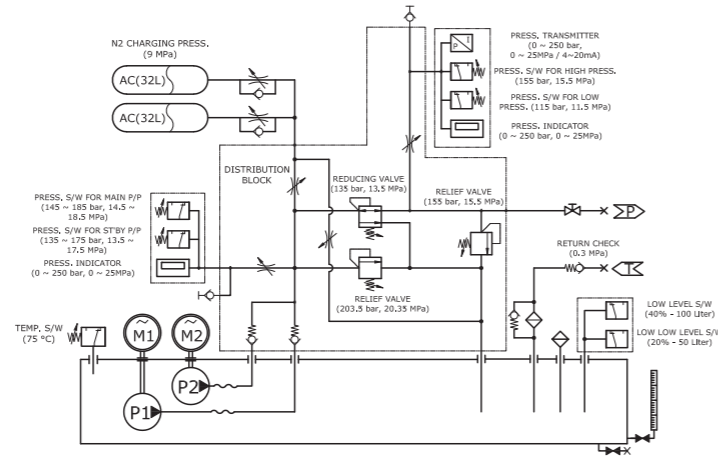 N2 CHARGING PRESS.
(9 MPa)
AC(32L)
AC(32L)
PRESS. TRANSMITTER
(0 ~ 250 bar,
0 ~ 25MPa / 4~20mA)
PRESS. S/W FOR HIGH PRESS.
(155 bar, 15.5 MPa)
PRESS. S/W FOR LOW
PRESS. (115 bar, 11.5 MPa)
PRESS. INDICATOR
(0 ~ 250 bar, 0 ~ 25MPa)
I
P
DISTRIBUTION
BLOCK
REDUCING VALVE
(135 bar, 13.5 MPa)
RELIEF VALVE
(155 bar, 15.5 MPa)
P
PRESS. S/W FOR MAIN P/P
(145 ~ 185 bar, 14.5 ~
18.5 MPa)
PRESS. S/W FOR ST'BY P/P
(135 ~ 175 bar, 13.5 ~
17.5 MPa)
PRESS. INDICATOR
(0 ~ 250 bar, 0 ~ 25MPa)
RETURN CHECK
(0.3 MPa)
T
RELIEF VALVE
(203.5 bar, 20.35 MPa)
TEMP. S/W
(75 °C)
~
M1
~
M2
LOW LEVEL S/W
(40% - 100 Liter)
LOW LOW LEVEL S/W
(20% - 50 Liter)
P2
P1